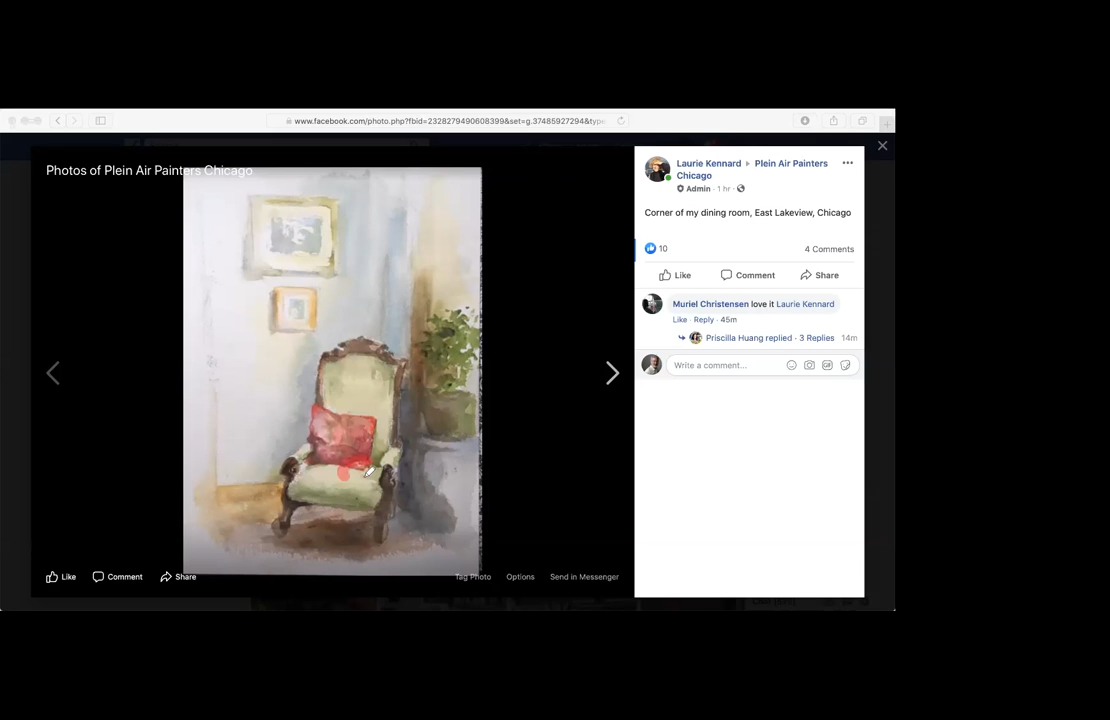 www.facebook.com/photo.php?fbid=2328279490608399&set=g.37485927294&type
Photos of Plein Air Painters Chicago
Laurie Kennard ▸ Plein Air Painters Chicago
Admin · 1 hr ·
Corner of my dining room, East Lakeview, Chicago
10
4 Comments
Like Comment Share
Muriel Christensen love it Laurie Kennard
Like · Reply · 45m
Priscilla Huang replied · 3 Replies 14m
Write a comment...
GIF
Like Comment Share
Tag Photo Options Send in Messenger